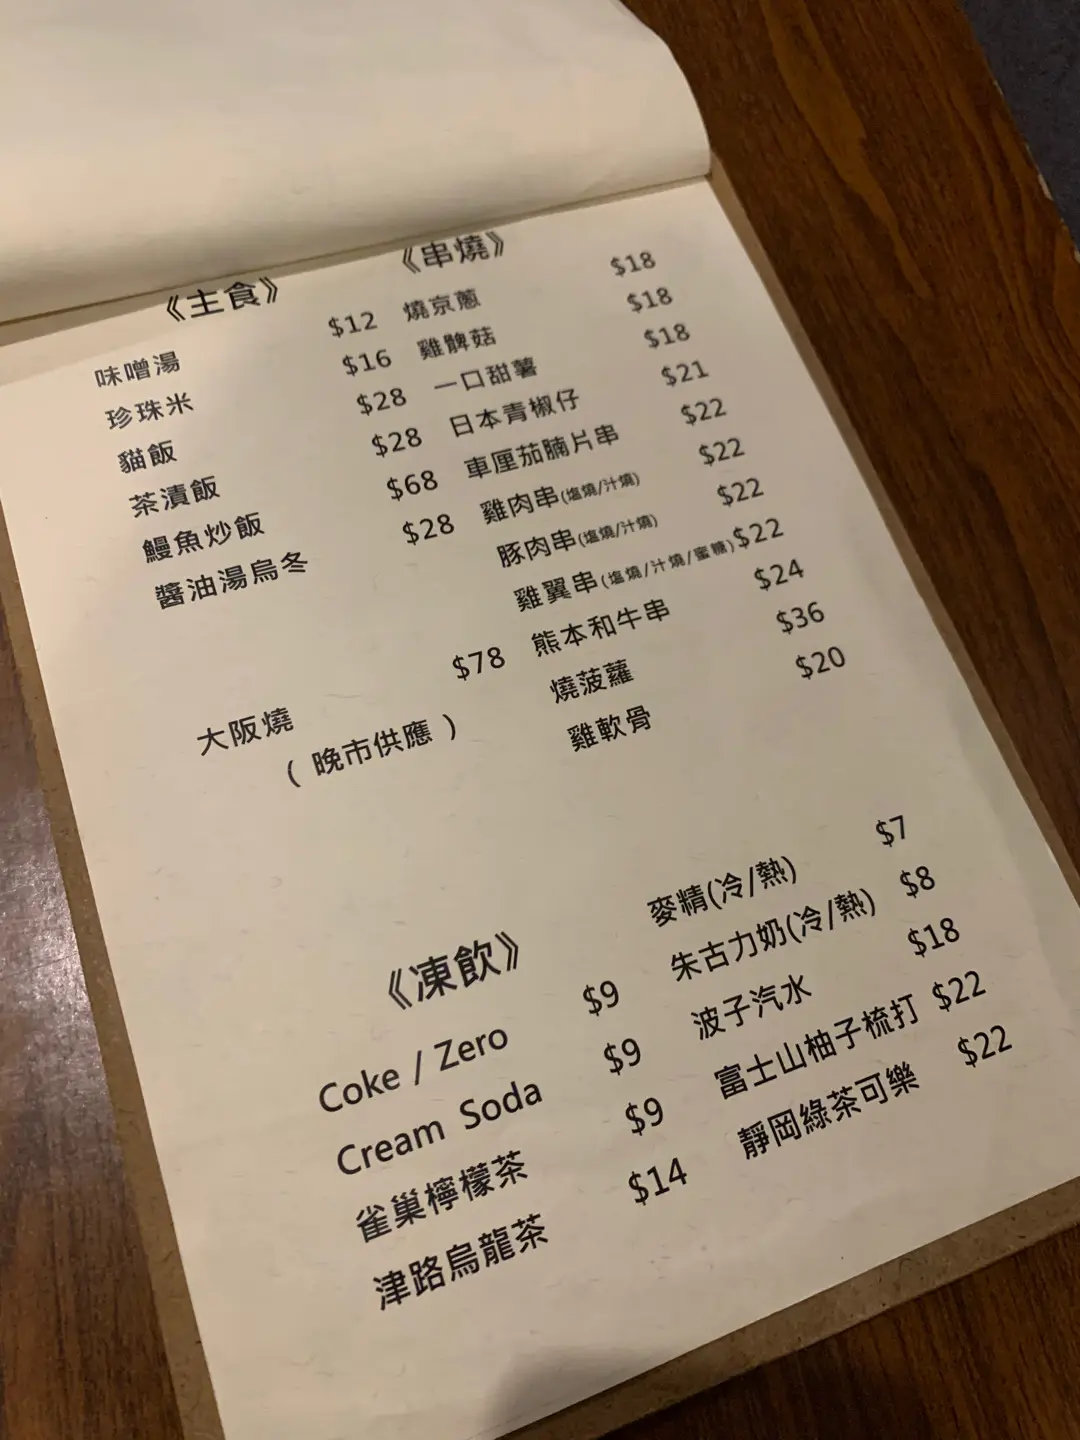 《主食》
味噌湯 $12
珍珠米 $16
貓飯 $28
茶漬飯 $28
鰻魚炒飯 $68
醬油湯烏冬 $28
大阪燒 $78
( 晚市供應 )
《串燒》
燒京蔥 $18
雞髀菇 $18
一口甜薯 $18
日本青椒仔 $21
車厘茄腩片串 $22
雞肉串(塩燒/汁燒) $22
豚肉串(塩燒/汁燒) $22
雞翼串(塩燒/汁燒/蜜糖) $22
熊本和牛串 $24
燒菠蘿 $36
雞軟骨 $20
《凍飲》
Coke / Zero $9
Cream Soda $9
雀巢檸檬茶 $9
津路烏龍茶 $14
麥精(冷/熱) $7
朱古力奶(冷/熱) $8
波子汽水 $18
富士山柚子梳打 $22
靜岡綠茶可樂 $22